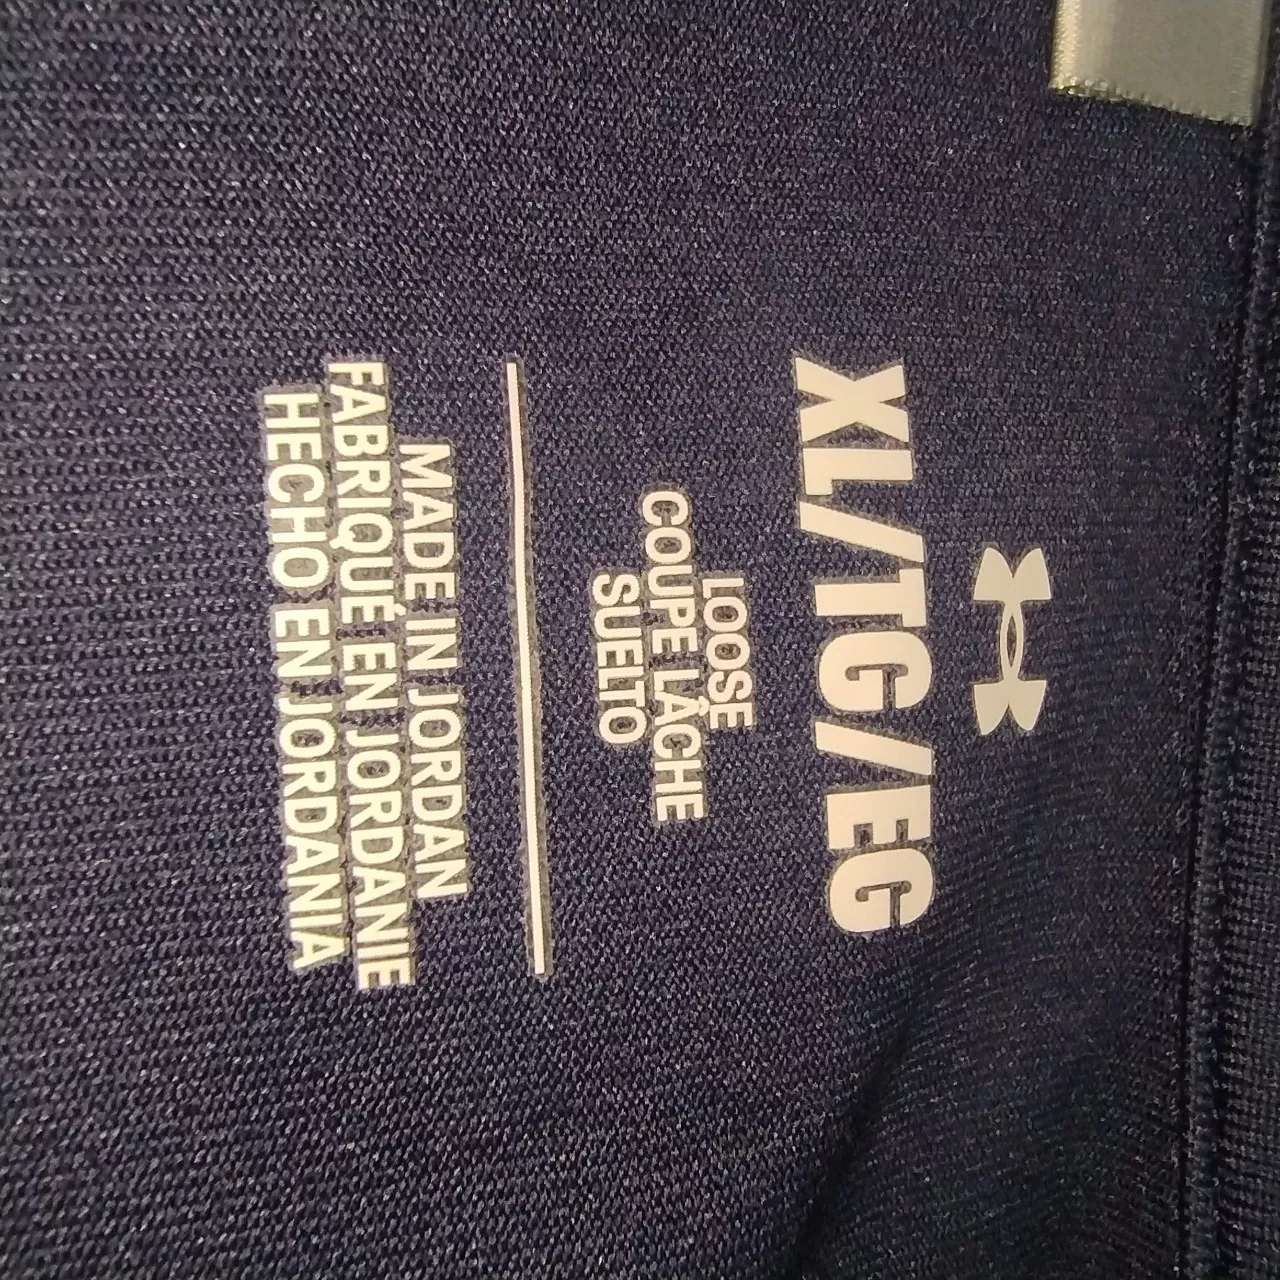 XL/TG/EG
LOOSE
COUPE LÂCHE
SUELTO
MADE IN JORDAN
FABRIQUÉ EN JORDANIE
HECHO EN JORDANIA